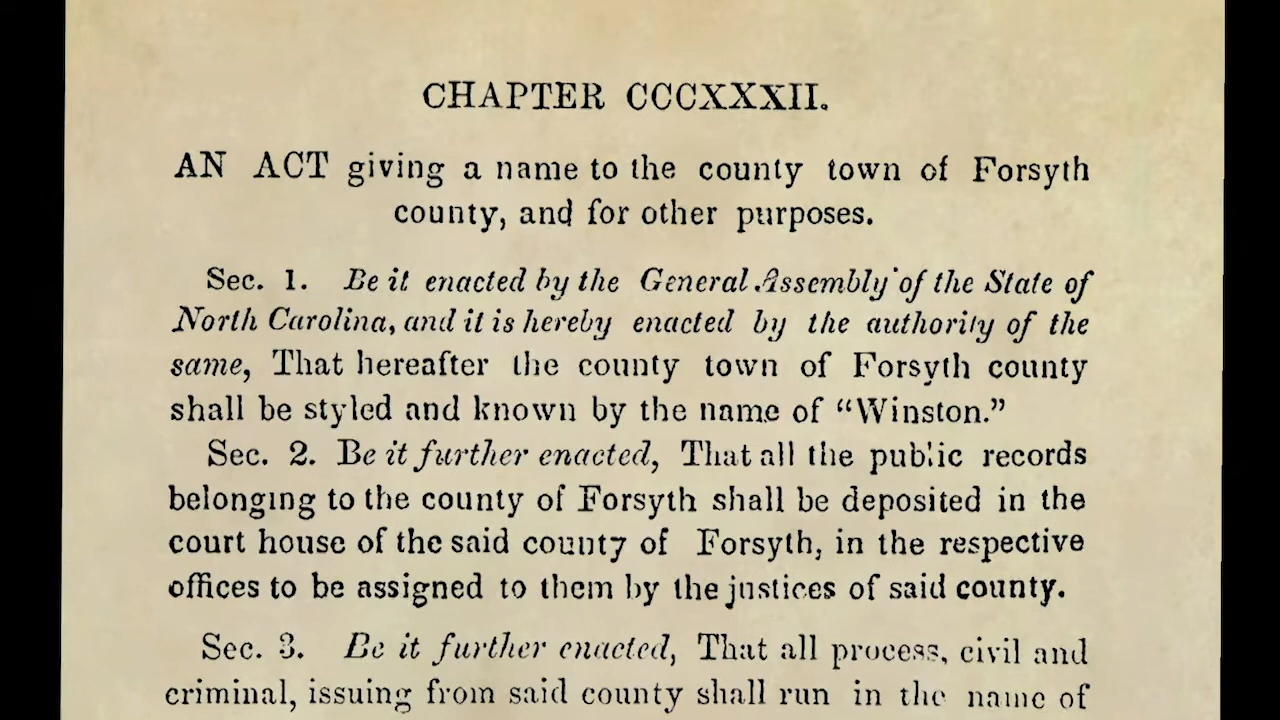 CHAPTER CCCXXXII.
AN ACT giving a name to the county town of Forsyth
county, and for other purposes.
Sec. 1. Be it enacted by the General Assembly of the State of
North Carolina, and it is hereby enacted by the authority of the
same, That hereafter the county town of Forsyth county
shall be styled and known by the name of “Winston.”
Sec. 2. Be it further enacted, That all the public records
belonging to the county of Forsyth shall be deposited in the
court house of the said county of Forsyth, in the respective
offices to be assigned to them by the justices of said county.
Sec. 3. Be it further enacted, That all process, civil and
criminal, issuing from said county shall run in the name of